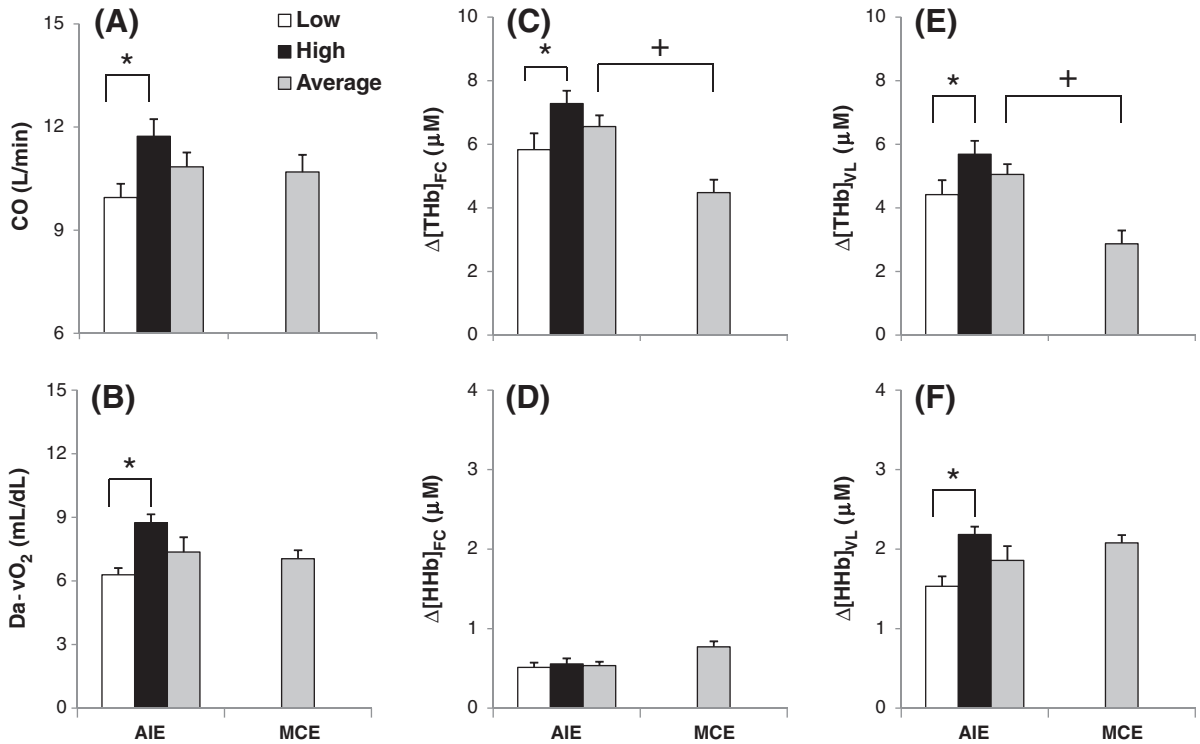 (A)
Low
High
Average
15
12
9
6
CO (L/min)
*
(C)
10
8
6
4
2
0
Δ[THb]FC (μM)
*
+
(E)
10
8
6
4
2
0
Δ[THb]VL (μM)
*
+
(B)
15
12
9
6
3
0
Da- vO2 (mL/dL)
*
AIE
MCE
(D)
4
3
2
1
0
Δ[HHb]FC (μM)
AIE
MCE
(F)
4
3
2
1
0
Δ[HHb]VL (μM)
*
AIE
MCE